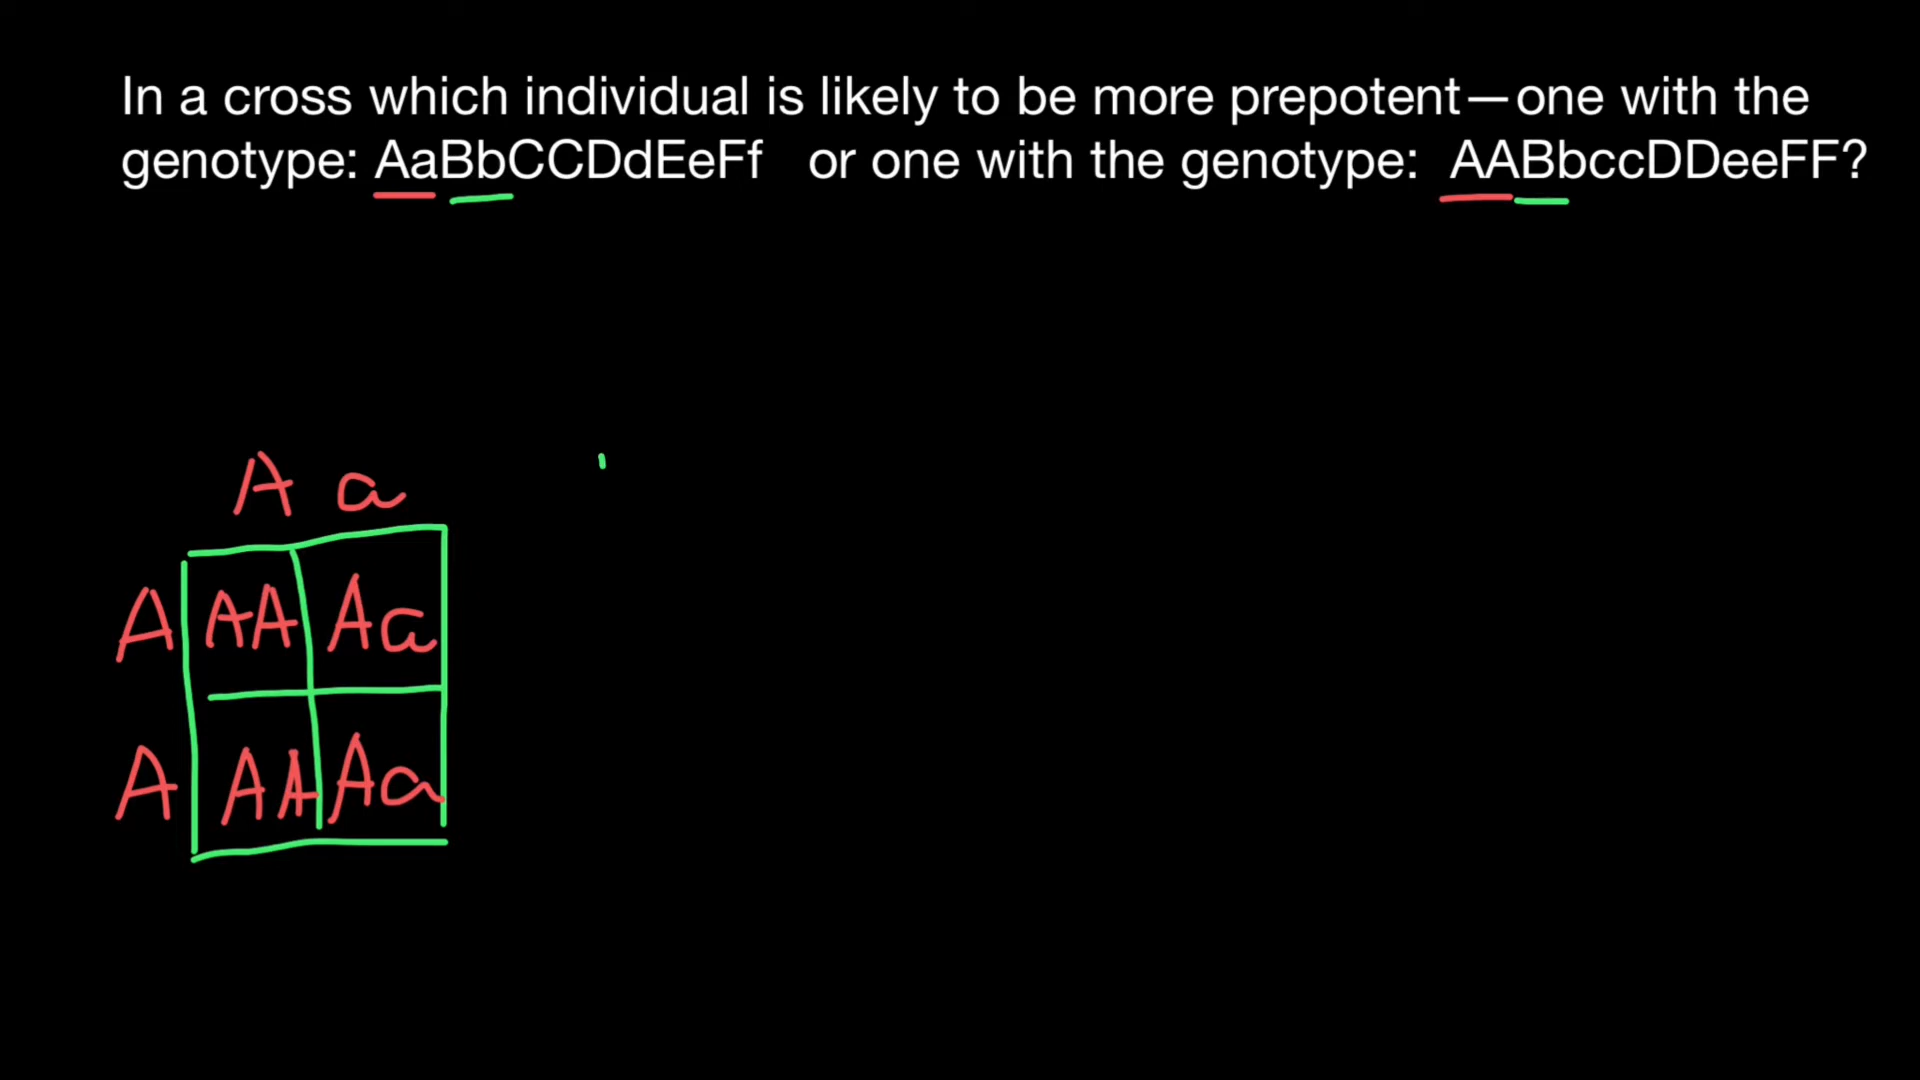 In a cross which individual is likely to be more prepotent—one with the
genotype: AaBbCCDdEeFf or one with the genotype: AABbccDDeeFF?
A a
A AA Aa
A AA Aa